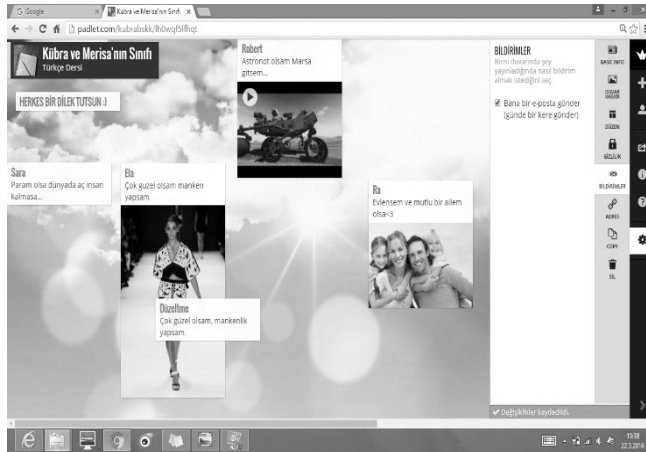 Google
Kübra ve Merisa'nın Sınıfı
padlet.com/kubrabskk/lh0wqf5lfhqt
Kübra ve Merisa'nın Sınıfı
Türkçe Dersi
HERKES BİR DİLEK TUTSUN :)
Robert
Astronot olsam Marsa
gitsem...
Sara
Param olsa dunyada aç insan
kalmasa...
Ela
Çok guzel olsam manken
yapsam
Düzeltme
Çok güzel olsam, mankenlik
yapsam.
Ra
Evlensem ve mutlu bir ailem
olsa<3
BİLDİRİMLER
Birisi duvarında şey
yayınladığında nasıl bildirim
almak istediğini seç
Bana bir e-posta gönder
(günde bir kere gönder)
BASIC INFO
DUVAR
KAĞIDI
DÜZEN
GİZLİLİK
BİLDİRİMLER
ADRES
COPY
SİL
Değişiklikler kaydedildi.
13:38
22.3.2016